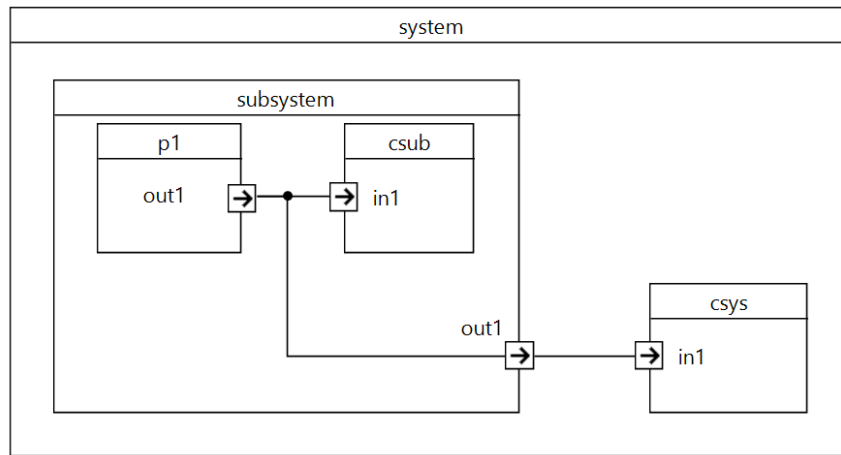 system
subsystem
p1
csub
out1
in1
out1
csys
in1